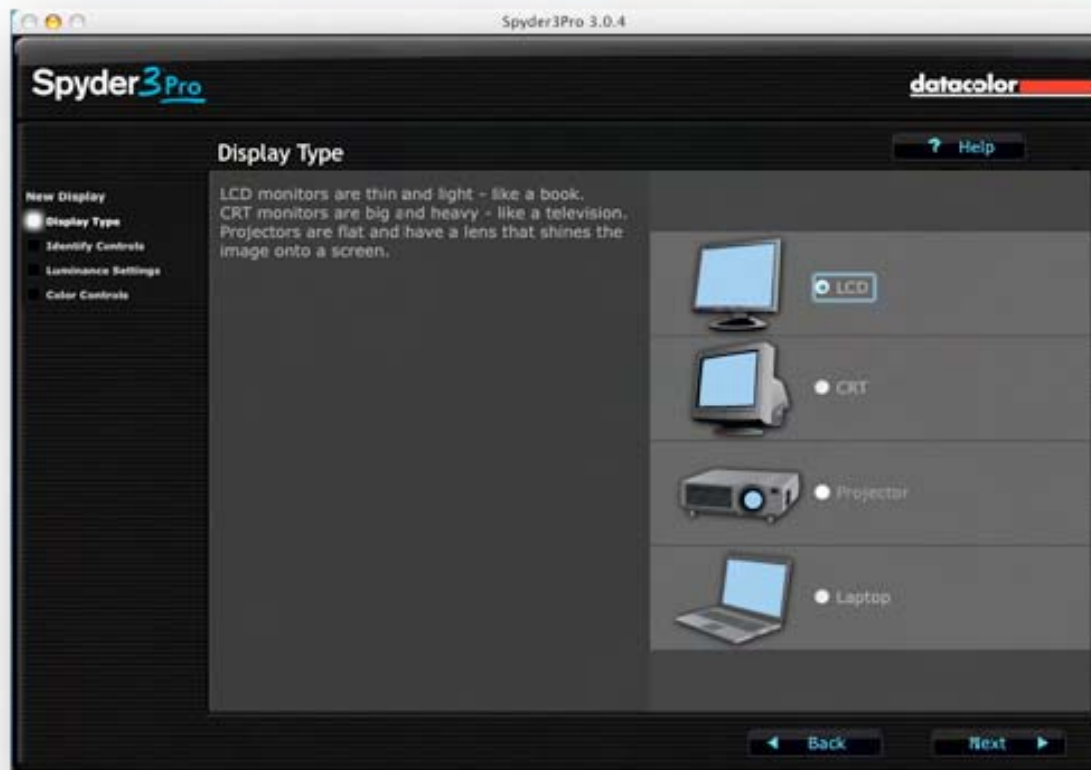 Spyder3Pro 3.0.4
Spyder3Pro
datacolor
Display Type
? Help
New Display
Display Type
Identify Controls
Luminance Settings
Color Controls
LCD monitors are thin and light - like a book.
CRT monitors are big and heavy - like a television.
Projectors are flat and have a lens that shines the
image onto a screen.
LCD
CRT
Projector
Laptop
Back
Next